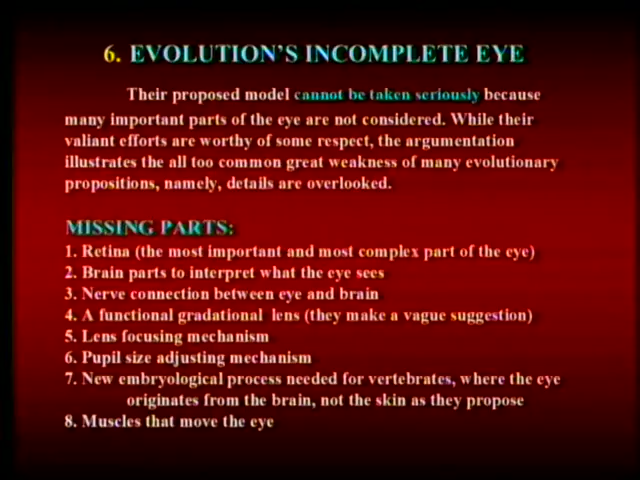 6. EVOLUTION'S INCOMPLETE EYE
Their proposed model cannot be taken seriously because
many important parts of the eye are not considered. While their
valiant efforts are worthy of some respect, the argumentation
illustrates the all too common great weakness of many evolutionary
propositions, namely, details are overlooked.
MISSING PARTS:
1. Retina (the most important and most complex part of the eye)
2. Brain parts to interpret what the eye sees
3. Nerve connection between eye and brain
4. A functional gradational lens (they make a vague suggestion)
5. Lens focusing mechanism
6. Pupil size adjusting mechanism
7. New embryological process needed for vertebrates, where the eye
originates from the brain, not the skin as they propose
8. Muscles that move the eye